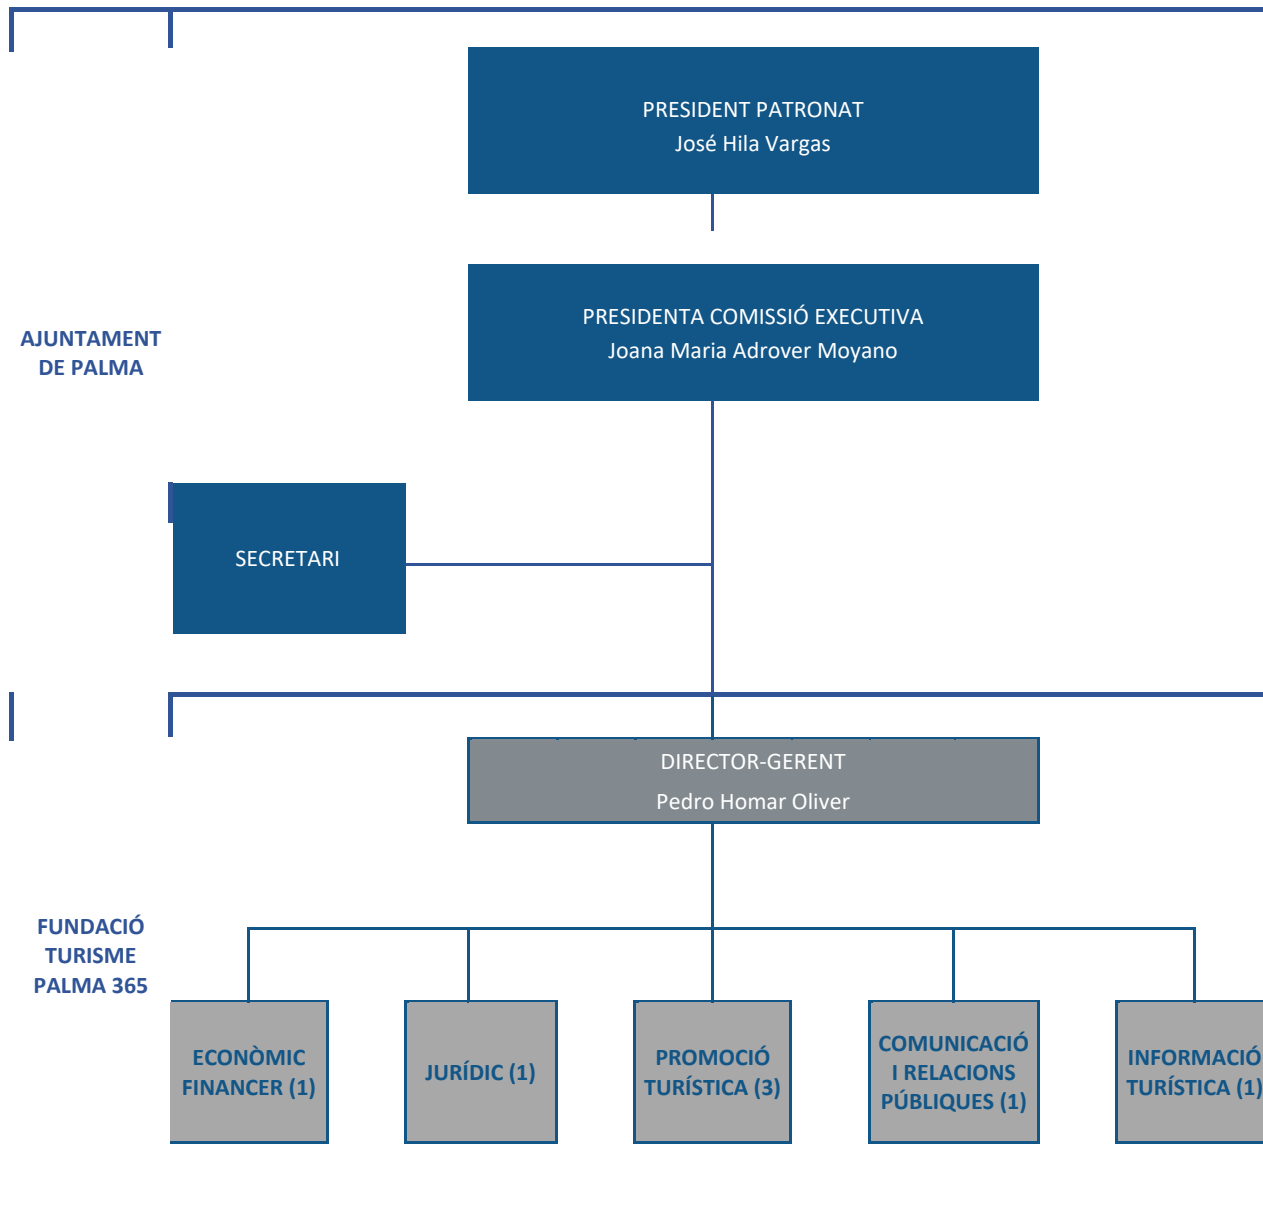 PRESIDENT PATRONAT
José Hila Vargas
PRESIDENTA COMISSIÓ EXECUTIVA
Joana Maria Adrover Moyano
AJUNTAMENT
DE PALMA
SECRETARI
DIRECTOR-GERENT
Pedro Homar Oliver
FUNDACIÓ
TURISME
PALMA 365
ECONÒMIC
FINANCER (1)
JURÍDIC (1)
PROMOCIÓ
TURÍSTICA (3)
COMUNICACIÓ
I RELACIONS
PÚBLIQUES (1)
INFORMACIÓ
TURÍSTICA (1)